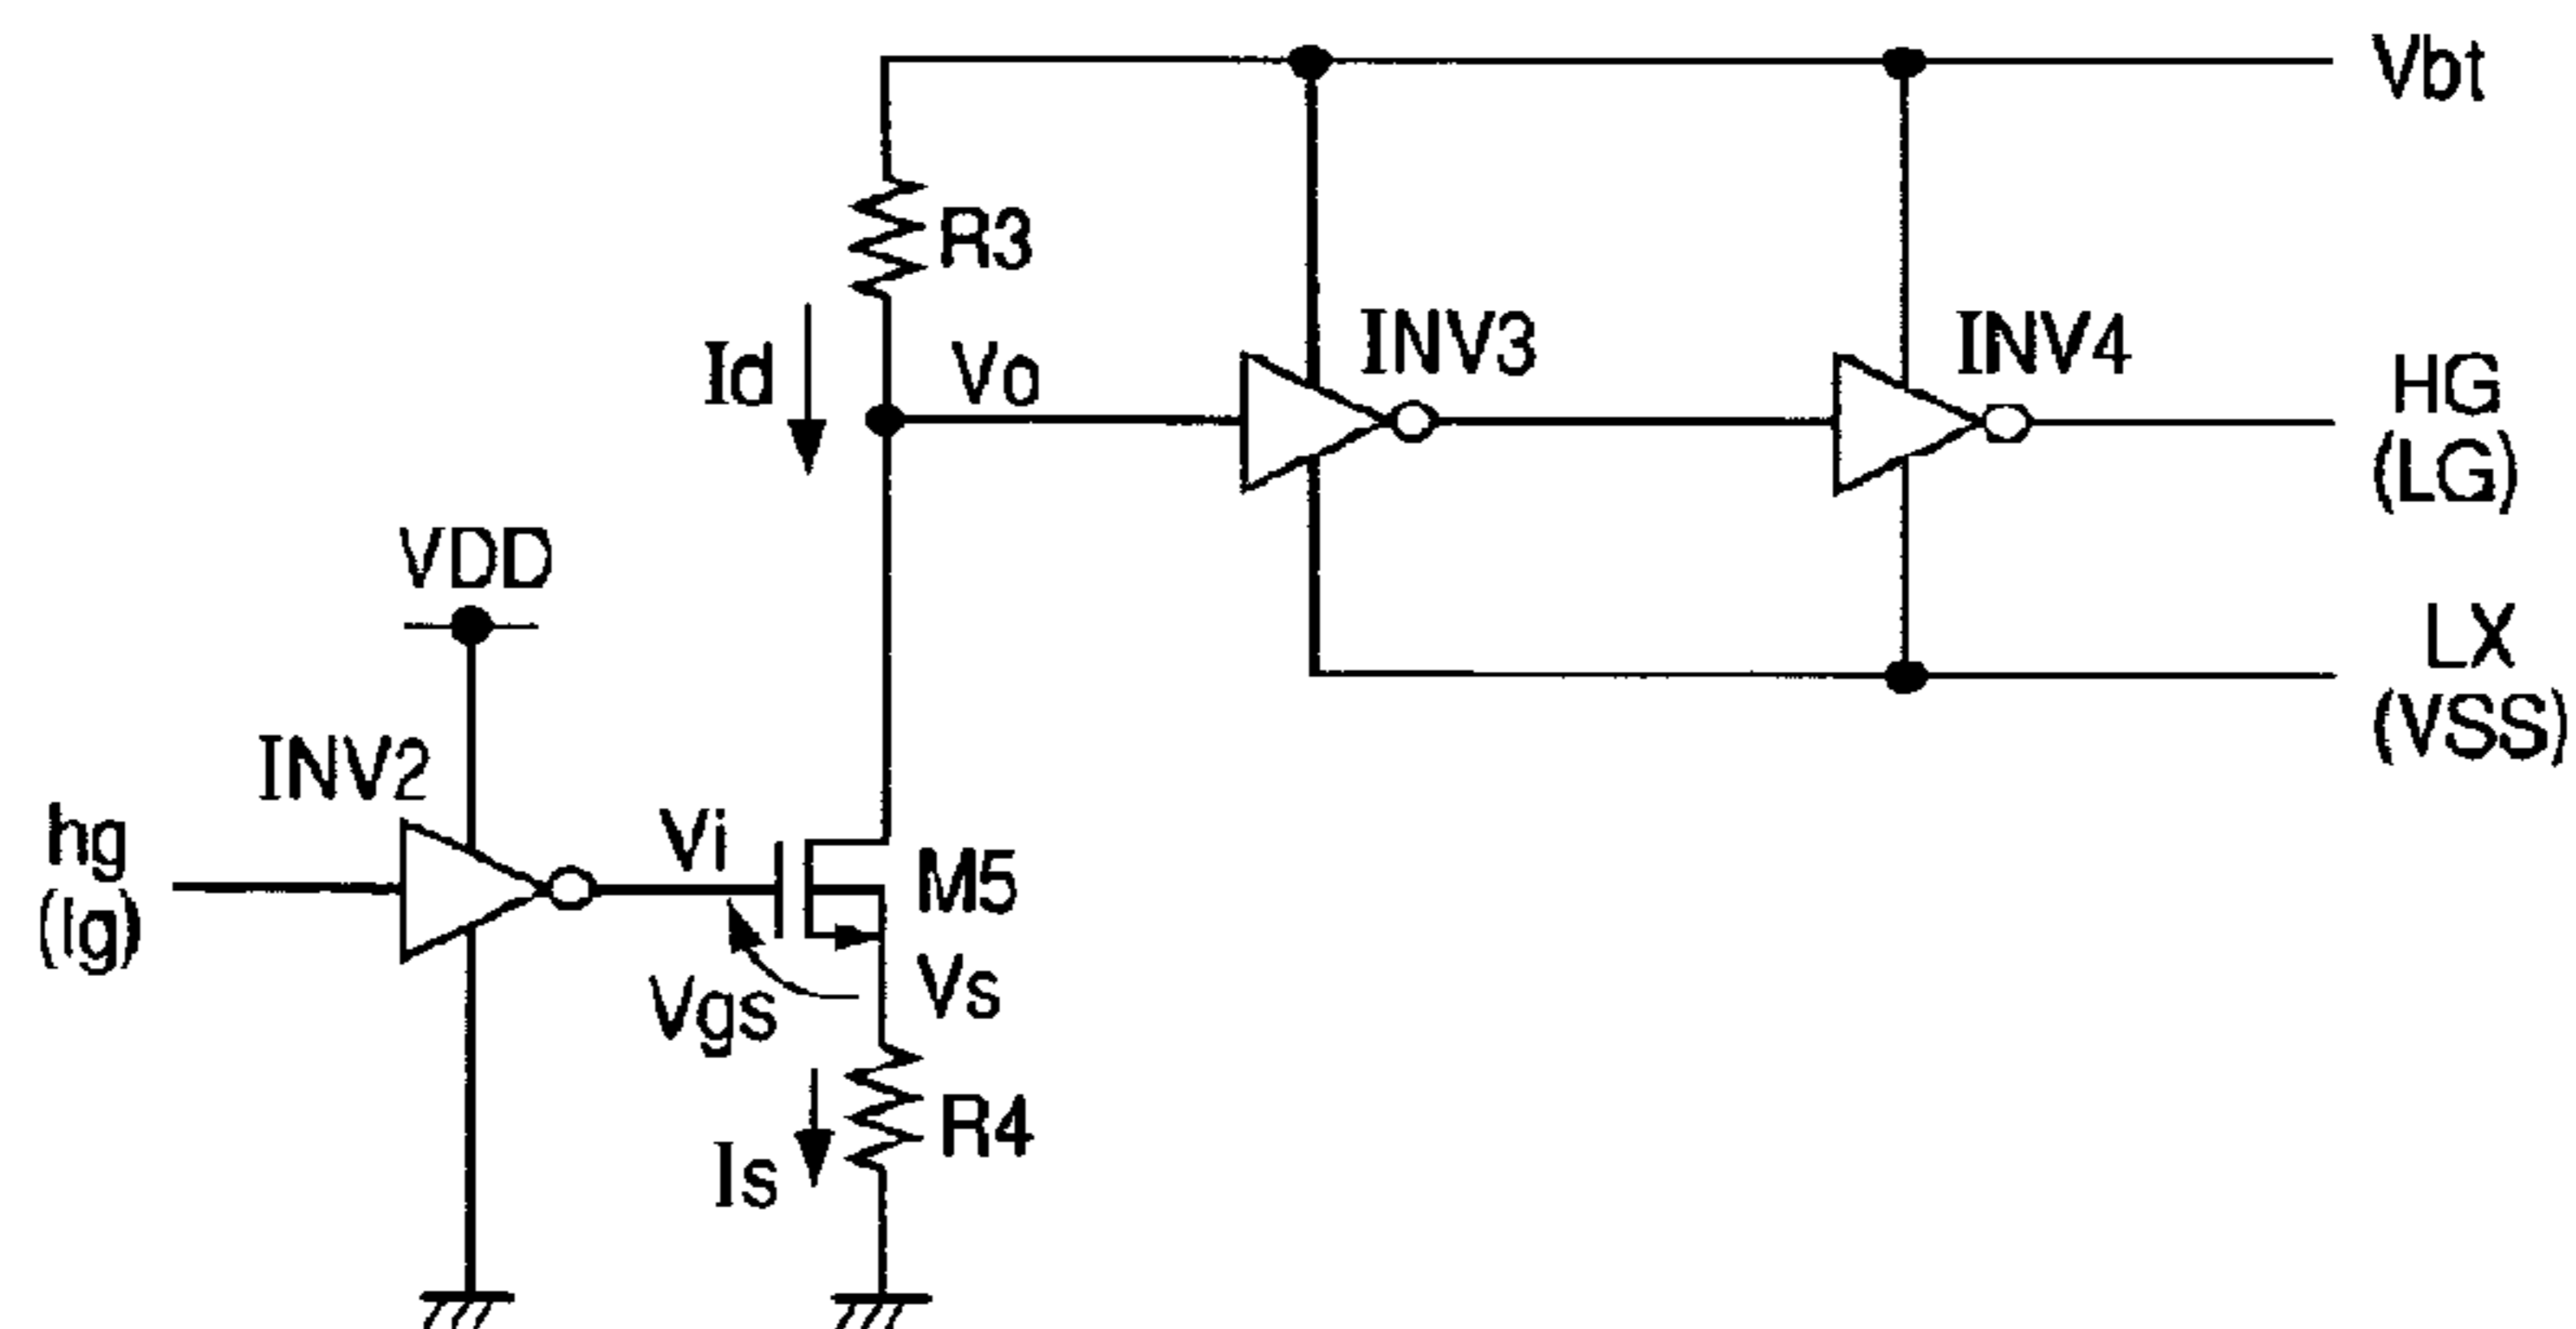 Vbt
R3
INV3
INV4
Id
Vo
HG
(LG)
VDD
LX
(VSS)
INV2
hg
(lg)
Vi
M5
Vgs
Vs
Is
R4